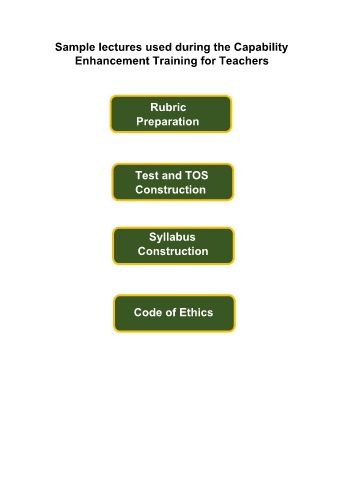 Sample lectures used during the Capability
Enhancement Training for Teachers
Rubric
Preparation
Test and TOS
Construction
Syllabus
Construction
Code of Ethics